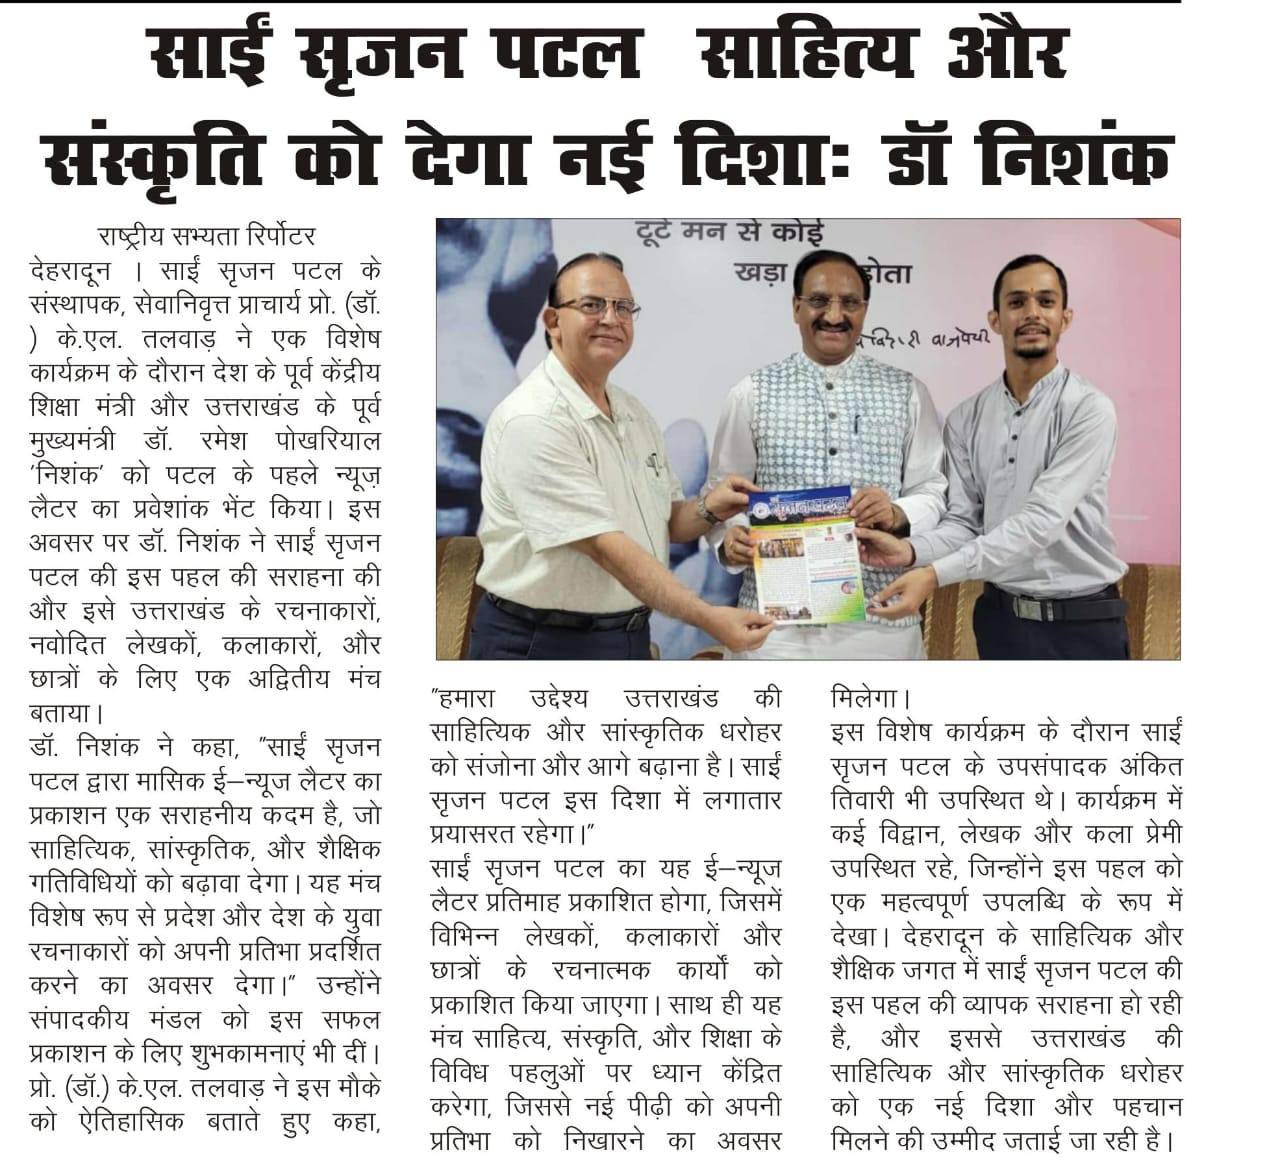 साईं सृजन पटल साहित्य और
संस्कृति को देगा नई दिशाः डॉ निशंक
राष्ट्रीय सभ्यता रिर्पोटर
देहरादून । साईं सृजन पटल के
संस्थापक, सेवानिवृत्त प्राचार्य प्रो. (डॉ.
) के.एल. तलवाड़ ने एक विशेष
कार्यक्रम के दौरान देश के पूर्व केंद्रीय
शिक्षा मंत्री और उत्तराखंड के पूर्व
मुख्यमंत्री डॉ. रमेश पोखरियाल
'निशंक' को पटल के पहले न्यूज़
लैटर का प्रवेशांक भेंट किया। इस
अवसर पर डॉ. निशंक ने साईं सृजन
पटल की इस पहल की सराहना की
और इसे उत्तराखंड के रचनाकारों,
नवोदित लेखकों, कलाकारों, और
छात्रों के लिए एक अद्वितीय मंच
बताया।
डॉ. निशंक ने कहा, "साईं सृजन
पटल द्वारा मासिक ई–न्यूज लैटर का
प्रकाशन एक सराहनीय कदम है, जो
साहित्यिक, सांस्कृतिक, और शैक्षिक
गतिविधियों को बढ़ावा देगा। यह मंच
विशेष रूप से प्रदेश और देश के युवा
रचनाकारों को अपनी प्रतिभा प्रदर्शित
करने का अवसर देगा।" उन्होंने
संपादकीय मंडल को इस सफल
प्रकाशन के लिए शुभकामनाएं भी दीं।
प्रो. (डॉ.) के.एल. तलवाड़ ने इस मौके
को ऐतिहासिक बताते हुए कहा,
टूटे मन से कोई
खड़ा होता
वाजपेयी
सृजन पटल
"हमारा उद्देश्य उत्तराखंड की
साहित्यिक और सांस्कृतिक धरोहर
को संजोना और आगे बढ़ाना है। साईं
सृजन पटल इस दिशा में लगातार
प्रयासरत रहेगा।"
साईं सृजन पटल का यह ई–न्यूज
लैटर प्रतिमाह प्रकाशित होगा, जिसमें
विभिन्न लेखकों, कलाकारों और
छात्रों के रचनात्मक कार्यों को
प्रकाशित किया जाएगा। साथ ही यह
मंच साहित्य, संस्कृति, और शिक्षा के
विविध पहलुओं पर ध्यान केंद्रित
करेगा, जिससे नई पीढ़ी को अपनी
प्रतिभा को निखारने का अवसर
मिलेगा।
इस विशेष कार्यक्रम के दौरान साईं
सृजन पटल के उपसंपादक अंकित
तिवारी भी उपस्थित थे। कार्यक्रम में
कई विद्वान, लेखक और कला प्रेमी
उपस्थित रहे, जिन्होंने इस पहल को
एक महत्वपूर्ण उपलब्धि के रूप में
देखा। देहरादून के साहित्यिक और
शैक्षिक जगत में साईं सृजन पटल की
इस पहल की व्यापक सराहना हो रही
है, और इससे उत्तराखंड की
साहित्यिक और सांस्कृतिक धरोहर
को एक नई दिशा और पहचान
मिलने की उम्मीद जताई जा रही है।